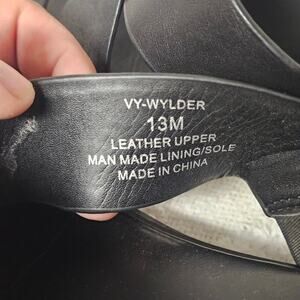 VY-WYLDER
13M
LEATHER UPPER
MAN MADE LINING/SOLE
MADE IN CHINA